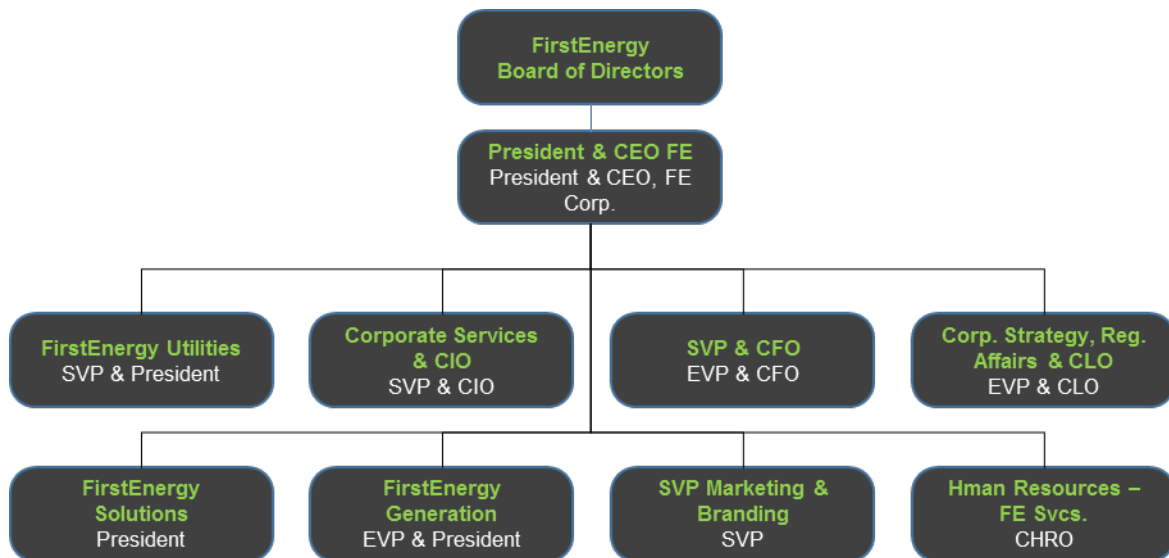 FirstEnergy
Board of Directors
President & CEO FE
President & CEO, FE
Corp.
FirstEnergy Utilities
SVP & President
Corporate Services
& CIO
SVP & CIO
SVP & CFO
EVP & CFO
Corp. Strategy, Reg.
Affairs & CLO
EVP & CLO
FirstEnergy
Solutions
President
FirstEnergy
Generation
EVP & President
SVP Marketing &
Branding
SVP
Hman Resources –
FE Svcs.
CHRO